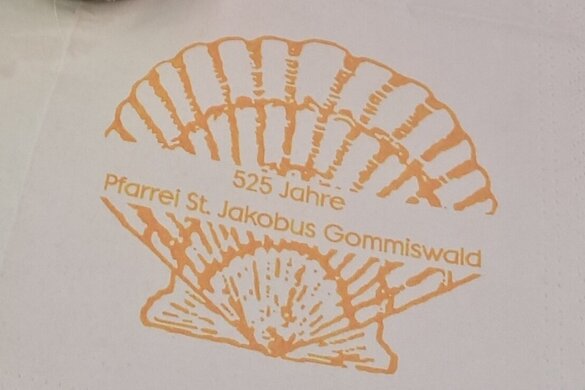 525 Jahre
Pfarrei St. Jakobus Gommiswald